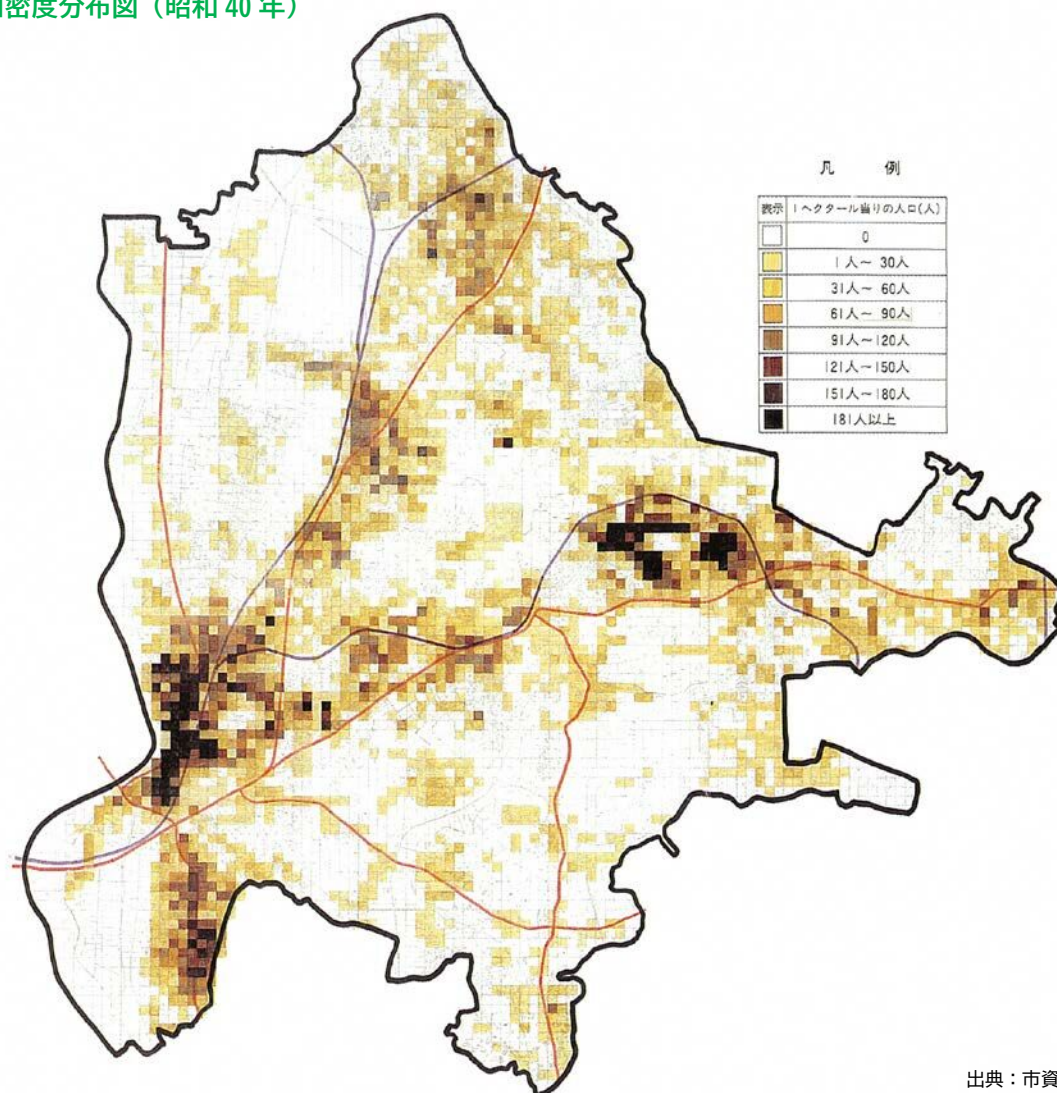 密度分布図（昭和 40 年）
凡 例
表示 1ヘクタール当りの人口(人)
0
1人～ 30人
31人～ 60人
61人～ 90人
91人～120人
121人～150人
151人～180人
181人以上
出典：市資